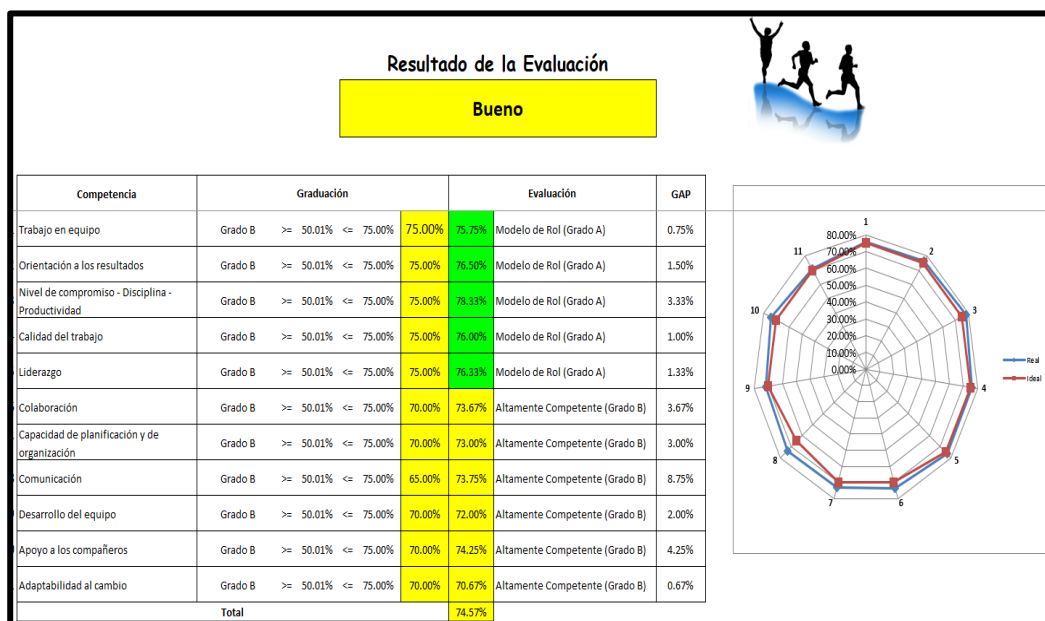 Resultado de la Evaluación
Bueno
Competencia Graduación Evaluación GAP
Trabajo en equipo Grado B >= 50.01% <= 75.00% 75.00% 75.75% Modelo de Rol (Grado A) 0.75%
Orientación a los resultados Grado B >= 50.01% <= 75.00% 75.00% 76.50% Modelo de Rol (Grado A) 1.50%
Nivel de compromiso - Disciplina -
Productividad Grado B >= 50.01% <= 75.00% 75.00% 78.33% Modelo de Rol (Grado A) 3.33%
Calidad del trabajo Grado B >= 50.01% <= 75.00% 75.00% 76.00% Modelo de Rol (Grado A) 1.00%
Liderazgo Grado B >= 50.01% <= 75.00% 75.00% 76.33% Modelo de Rol (Grado A) 1.33%
Colaboración Grado B >= 50.01% <= 75.00% 70.00% 73.67% Altamente Competente (Grado B) 3.67%
Capacidad de planificación y de
organización Grado B >= 50.01% <= 75.00% 70.00% 73.00% Altamente Competente (Grado B) 3.00%
Comunicación Grado B >= 50.01% <= 75.00% 65.00% 73.75% Altamente Competente (Grado B) 8.75%
Desarrollo del equipo Grado B >= 50.01% <= 75.00% 70.00% 72.00% Altamente Competente (Grado B) 2.00%
Apoyo a los compañeros Grado B >= 50.01% <= 75.00% 70.00% 74.25% Altamente Competente (Grado B) 4.25%
Adaptabilidad al cambio Grado B >= 50.01% <= 75.00% 70.00% 70.67% Altamente Competente (Grado B) 0.67%
Total 74.57%
1
2
3
4
5
6
7
8
9
10
11
80.00%
70.00%
60.00%
50.00%
40.00%
30.00%
20.00%
10.00%
0.00%
Real
Ideal